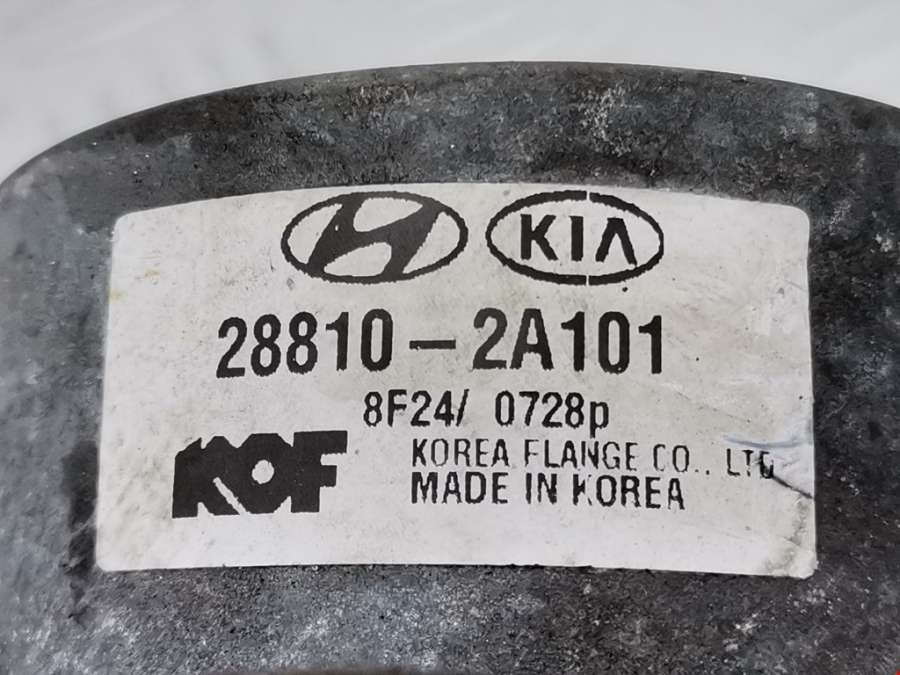 KIA
28810-2A101
8F24/ 0728p
KOF
KOREA FLANGE CO., LTD
MADE IN KOREA